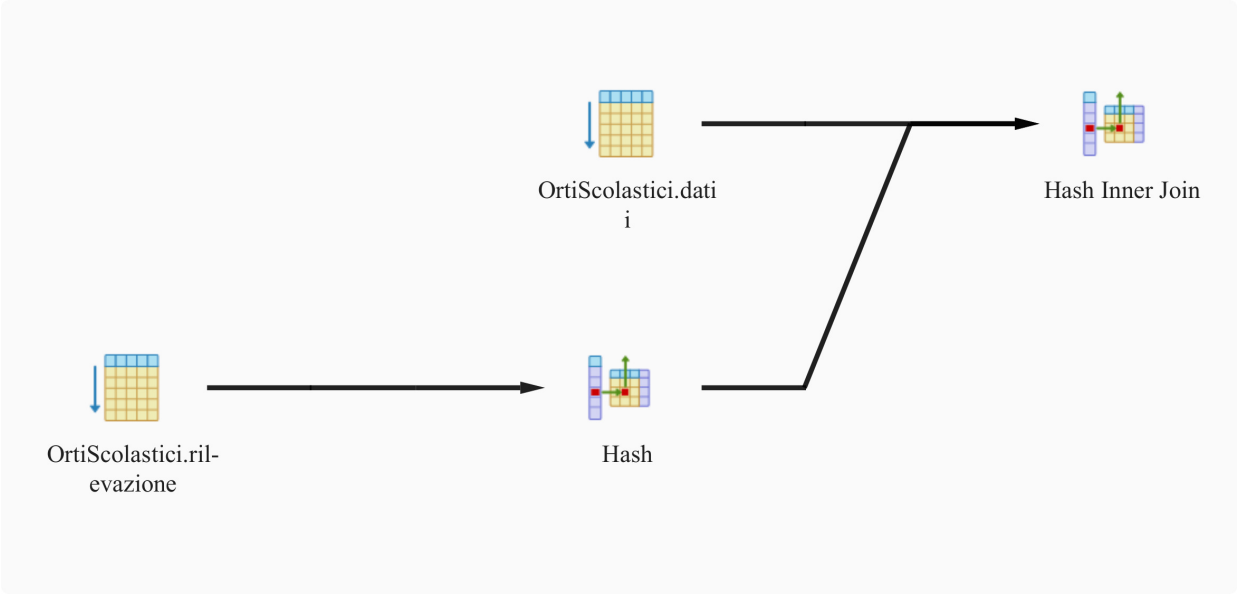 OrtiScolastici.dati
i
Hash Inner Join
OrtiScolastici.ril-
evazione
Hash